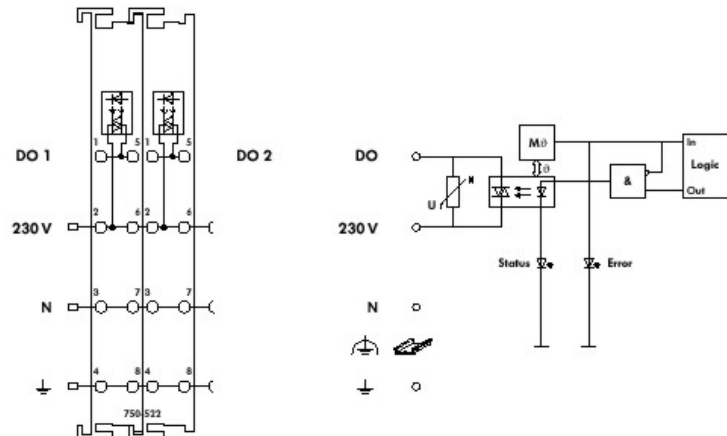 1 5 1 5
DO 1
DO 2
2 6 2 6
230 V
3 7 3 7
N
4 8 4 8
750-522
Mϑ
ϑ
In
Logic
Out
&
DO
U
230 V
Status
Error
N